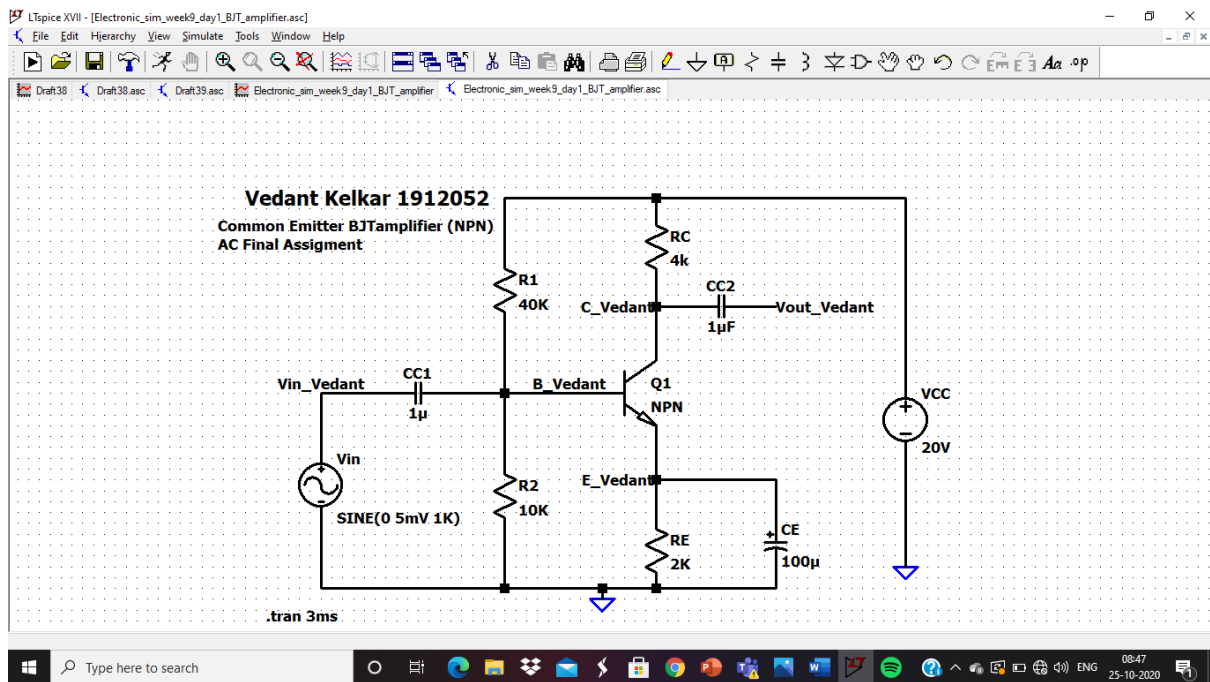 LTspice XVII - [Electronic_sim_week9_day1_BJT_amplifier.asc]
File Edit Hierarchy View Simulate Tools Window Help
Draft38 Draft38.asc Draft39.asc Electronic_sim_week9_day1_BJT_amplifier Electronic_sim_week9_day1_BJT_amplifier.asc
Vedant Kelkar 1912052
Common Emitter BJTamplifier (NPN)
AC Final Assigment
RC
4k
R1
40K
C_Vedant
CC2
1µF
Vout_Vedant
Vin_Vedant
CC1
1µ
B_Vedant
Q1
NPN
VCC
20V
Vin
SINE(0 5mV 1K)
R2
10K
E_Vedant
RE
2K
CE
100µ
.tran 3ms
Type here to search
ENG
08:47
25-10-2020